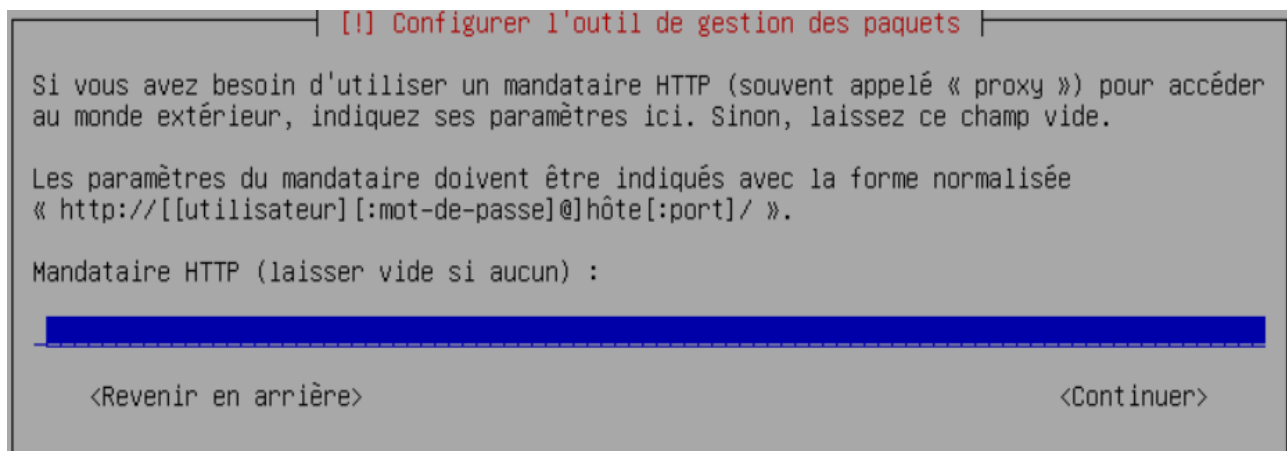 [!] Configurer l'outil de gestion des paquets
Si vous avez besoin d'utiliser un mandataire HTTP (souvent appelé « proxy ») pour accéder
au monde extérieur, indiquez ses paramètres ici. Sinon, laissez ce champ vide.
Les paramètres du mandataire doivent être indiqués avec la forme normalisée
« http://[[utilisateur][:mot-de-passe]@]hôte[:port]/ ».
Mandataire HTTP (laisser vide si aucun) :
<Revenir en arrière> <Continuer>